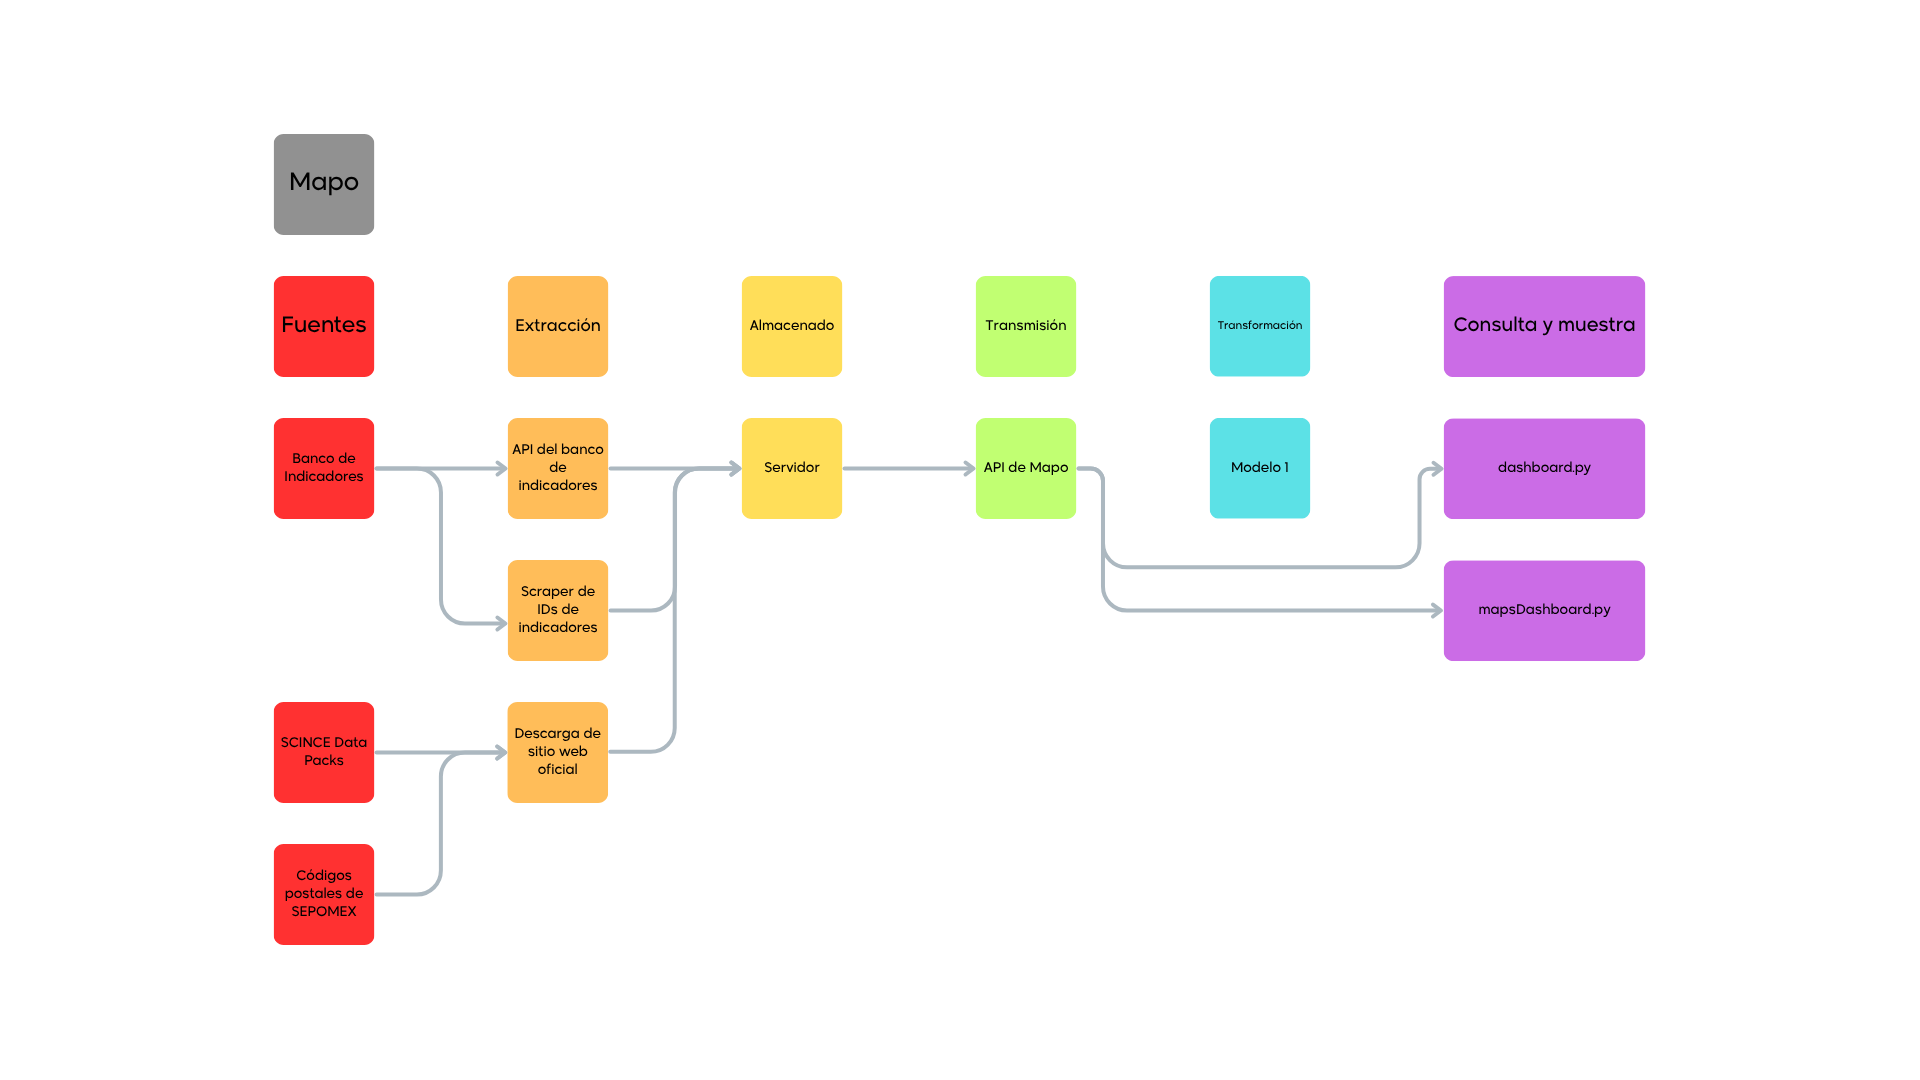 Mapo
Fuentes
Extracción
Almacenado
Transmisión
Transformación
Consulta y muestra
Banco de
Indicadores
API del banco
de
indicadores
Servidor
API de Mapo
Modelo 1
dashboard.py
Scraper de
IDs de
indicadores
mapsDashboard.py
SCINCE Data
Packs
Descarga de
sitio web
oficial
Códigos
postales de
SEPOMEX